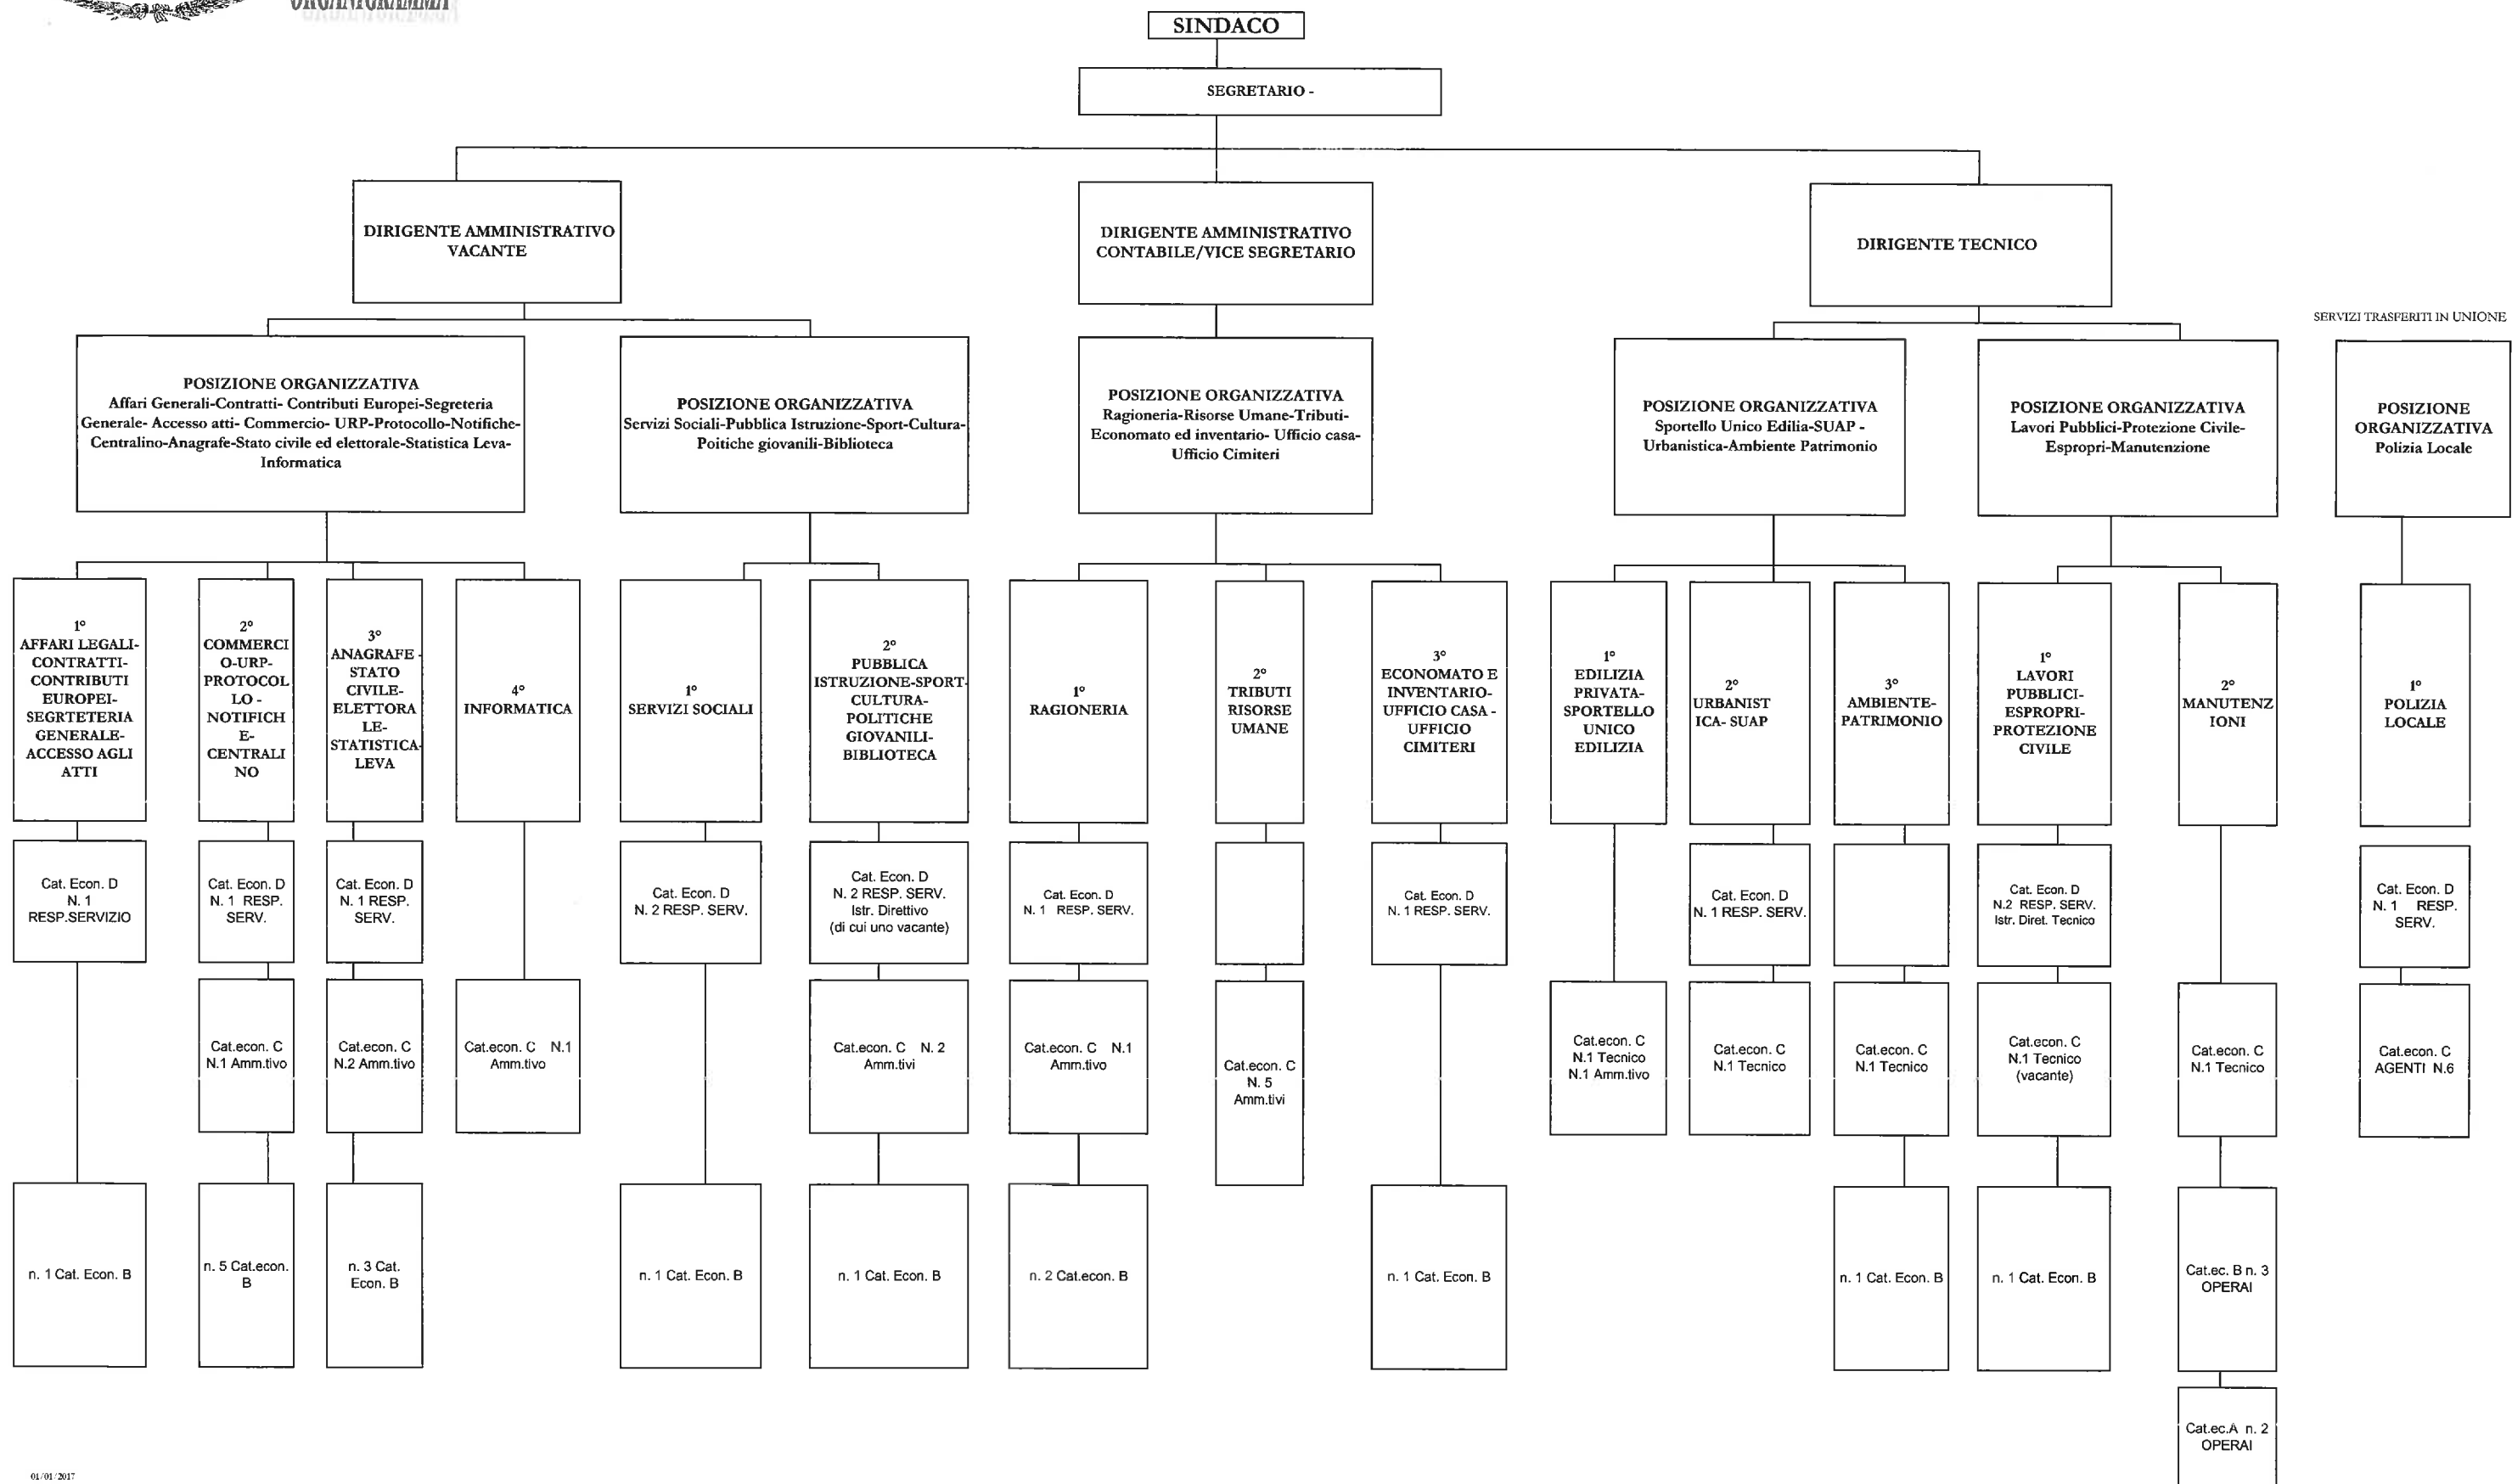 ORGANIGRAMMA
SINDACO
SEGRETARIO -
DIRIGENTE AMMINISTRATIVO
VACANTE
DIRIGENTE AMMINISTRATIVO
CONTABILE/VICE SEGRETARIO
DIRIGENTE TECNICO
SERVIZI TRASFERITI IN UNIONE
POSIZIONE ORGANIZZATIVA
Affari Generali-Contratti- Contributi Europei-Segreteria
Generale- Accesso atti- Commercio- URP-Protocollo-Notifiche-
Centralino-Anagrafe-Stato civile ed elettorale-Statistica Leva-
Informatica
POSIZIONE ORGANIZZATIVA
Servizi Sociali-Pubblica Istruzione-Sport-Cultura-
Poitiche giovanili-Biblioteca
POSIZIONE ORGANIZZATIVA
Ragioneria-Risorse Umane-Tributi-
Economato ed inventario- Ufficio casa-
Ufficio Cimiteri
POSIZIONE ORGANIZZATIVA
Sportello Unico Edilia-SUAP -
Urbanistica-Ambiente Patrimonio
POSIZIONE ORGANIZZATIVA
Lavori Pubblici-Protezione Civile-
Espropri-Manutenzione
POSIZIONE
ORGANIZZATIVA
Polizia Locale
1°
AFFARI LEGALI-
CONTRATTI-
CONTRIBUTI
EUROPEI-
SEGRTETERIA
GENERALE-
ACCESSO AGLI
ATTI
2°
COMMERCI
O-URP-
PROTOCOL
LO -
NOTIFICH
E-
CENTRALI
NO
3°
ANAGRAFE -
STATO
CIVILE-
ELETTORA
LE-
STATISTICA-
LEVA
4°
INFORMATICA
1°
SERVIZI SOCIALI
2°
PUBBLICA
ISTRUZIONE-SPORT-
CULTURA-
POLITICHE
GIOVANILI-
BIBLIOTECA
1°
RAGIONERIA
2°
TRIBUTI
RISORSE
UMANE
3°
ECONOMATO E
INVENTARIO-
UFFICIO CASA -
UFFICIO
CIMITERI
1°
EDILIZIA
PRIVATA-
SPORTELLO
UNICO
EDILIZIA
2°
URBANIST
ICA- SUAP
3°
AMBIENTE-
PATRIMONIO
1°
LAVORI
PUBBLICI-
ESPROPRI-
PROTEZIONE
CIVILE
2°
MANUTENZ
IONI
1°
POLIZIA
LOCALE
Cat. Econ. D
N. 1
RESP.SERVIZIO
Cat. Econ. D
N. 1 RESP.
SERV.
Cat. Econ. D
N. 1 RESP.
SERV.
Cat. Econ. D
N. 2 RESP. SERV.
Cat. Econ. D
N. 2 RESP. SERV.
Istr. Direttivo
(di cui uno vacante)
Cat. Econ. D
N. 1 RESP. SERV.
Cat. Econ. D
N. 1 RESP. SERV.
Cat. Econ. D
N. 1 RESP. SERV.
Cat. Econ. D
N.2 RESP. SERV.
Istr. Diret. Tecnico
Cat. Econ. D
N. 1 RESP.
SERV.
Cat.econ. C
N.1 Amm.tivo
Cat.econ. C
N.2 Amm.tivo
Cat.econ. C N.1
Amm.tivo
Cat.econ. C N. 2
Amm.tivi
Cat.econ. C N.1
Amm.tivo
Cat.econ. C
N. 5
Amm.tivi
Cat.econ. C
N.1 Tecnico
N.1 Amm.tivo
Cat.econ. C
N.1 Tecnico
Cat.econ. C
N.1 Tecnico
Cat.econ. C
N.1 Tecnico
(vacante)
Cat.econ. C
N.1 Tecnico
Cat.econ. C
AGENTI N.6
n. 1 Cat. Econ. B
n. 5 Cat.econ.
B
n. 3 Cat.
Econ. B
n. 1 Cat. Econ. B
n. 1 Cat. Econ. B
n. 2 Cat.econ. B
n. 1 Cat. Econ. B
n. 1 Cat. Econ. B
n. 1 Cat. Econ. B
Cat.ec. B n. 3
OPERAI
Cat.ec.A n. 2
OPERAI
01/01/2017